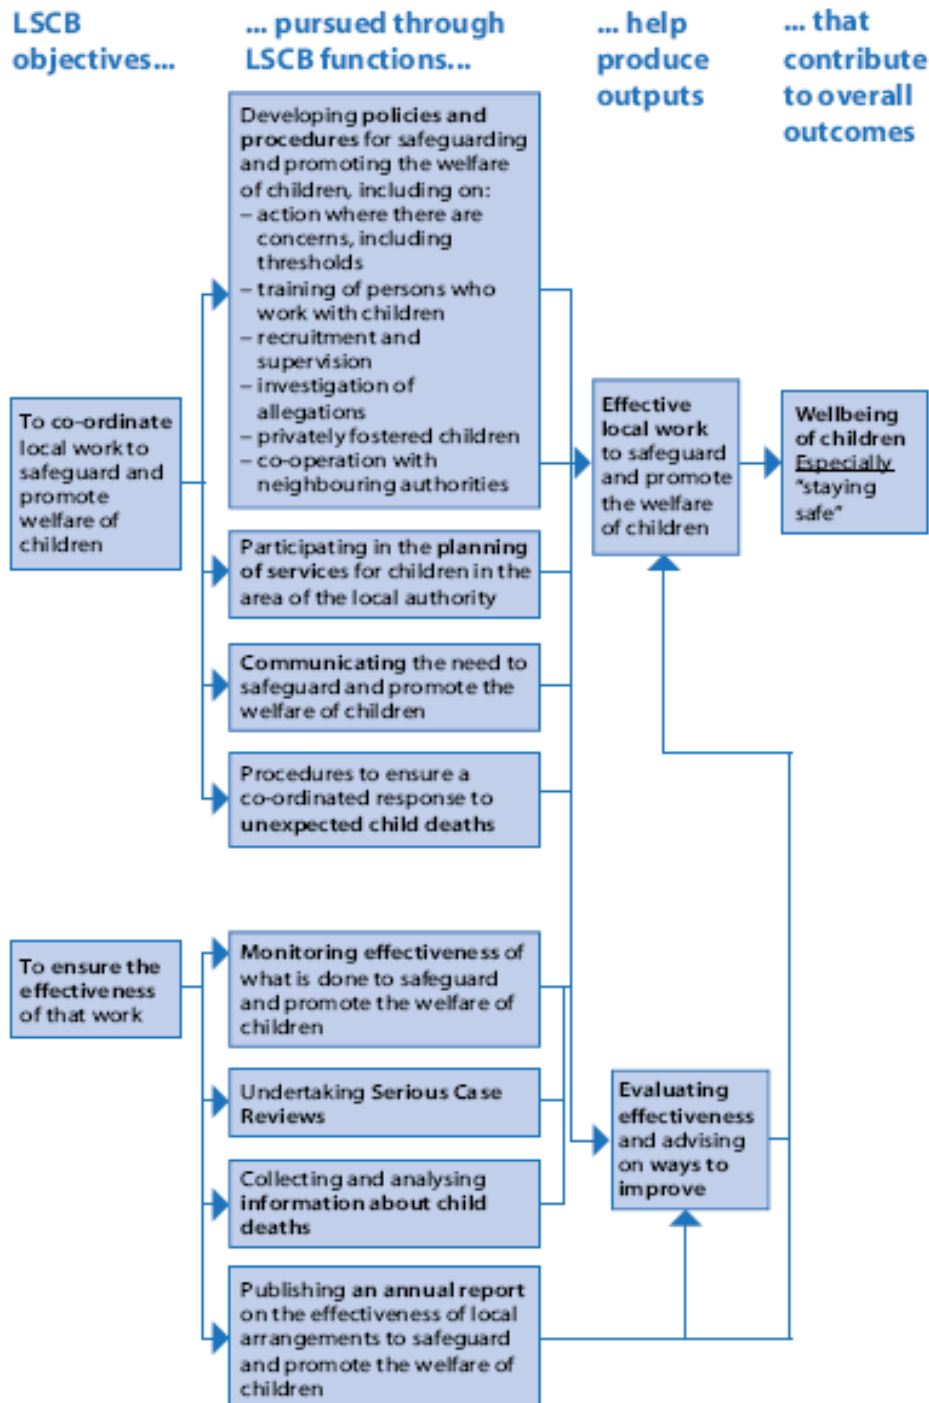 LSCB
objectives...
... pursued through
LSCB functions...
... help
produce
outputs
... that
contribute
to overall
outcomes
Developing policies and
procedures for safeguarding
and promoting the welfare
of children, including on:
– action where there are
concerns, including
thresholds
– training of persons who
work with children
– recruitment and
supervision
– investigation of
allegations
– privately fostered children
– co-operation with
neighbouring authorities
To co-ordinate
local work to
safeguard and
promote
welfare of
children
Effective
local work
to safeguard
and promote
the welfare
of children
Wellbeing
of children
Especially
"staying
safe"
Participating in the planning
of services for children in the
area of the local authority
Communicating the need to
safeguard and promote the
welfare of children
Procedures to ensure a
co-ordinated response to
unexpected child deaths
To ensure the
effectiveness
of that work
Monitoring effectiveness of
what is done to safeguard
and promote the welfare of
children
Undertaking Serious Case
Reviews
Collecting and analysing
information about child
deaths
Publishing an annual report
on the effectiveness of local
arrangements to safeguard
and promote the welfare of
children
Evaluating
effectiveness
and advising
on ways to
improve